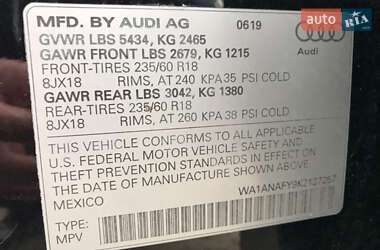 MFD. BY AUDI AG 0619
GVWR LBS 5434, KG 2465
GAWR FRONT LBS 2679, KG 1215
FRONT-TIRES 235/60 R18
8JX18 RIMS, AT 240 KPA 35 PSI COLD
GAWR REAR LBS 3042, KG 1380
REAR-TIRES 235/60 R18
8JX18 RIMS, AT 260 KPA 38 PSI COLD
THIS VEHICLE CONFORMS TO ALL APPLICABLE
U.S. FEDERAL MOTOR VEHICLE SAFETY AND
THEFT PREVENTION STANDARDS IN EFFECT ON
THE DATE OF MANUFACTURE SHOWN ABOVE.
MEXICO
TYPE:
MPV
Audi
AUTO
RIA
.com